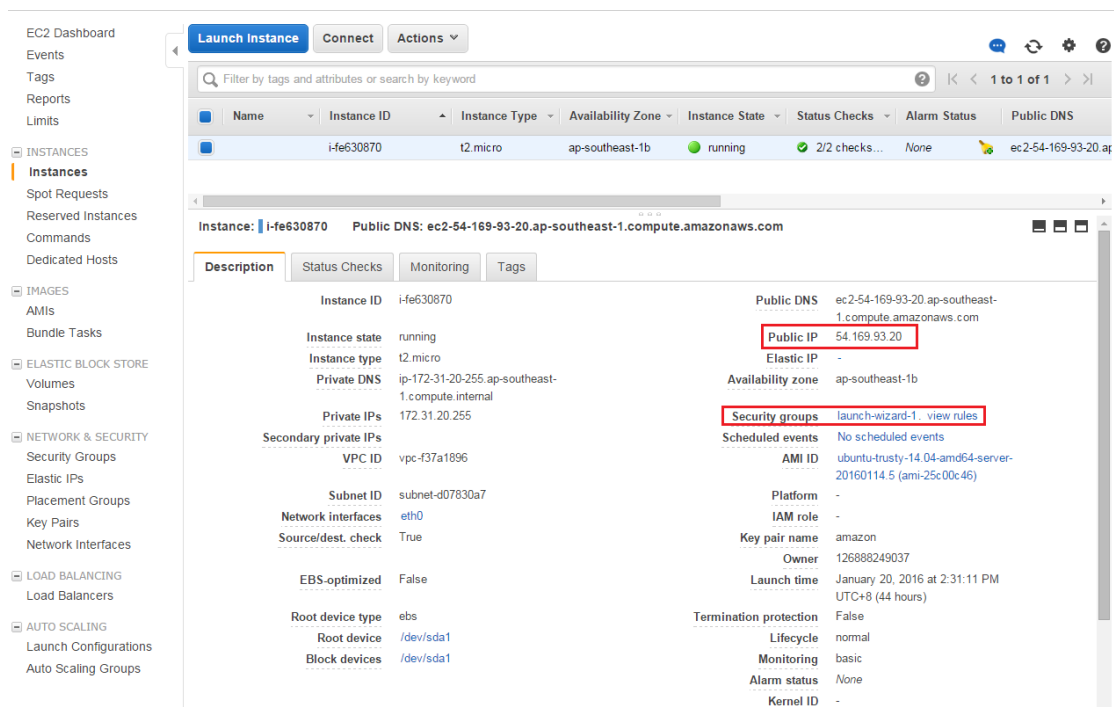 EC2 Dashboard
Events
Tags
Reports
Limits
INSTANCES
Instances
Spot Requests
Reserved Instances
Commands
Dedicated Hosts
IMAGES
AMIs
Bundle Tasks
ELASTIC BLOCK STORE
Volumes
Snapshots
NETWORK & SECURITY
Security Groups
Elastic IPs
Placement Groups
Key Pairs
Network Interfaces
LOAD BALANCING
Load Balancers
AUTO SCALING
Launch Configurations
Auto Scaling Groups
Launch Instance Connect Actions
Filter by tags and attributes or search by keyword 1 to 1 of 1
Name Instance ID Instance Type Availability Zone Instance State Status Checks Alarm Status Public DNS
i-fe630870 t2.micro ap-southeast-1b running 2/2 checks... None ec2-54-169-93-20.ap
Instance: i-fe630870 Public DNS: ec2-54-169-93-20.ap-southeast-1.compute.amazonaws.com
Description Status Checks Monitoring Tags
Instance ID i-fe630870
Instance state running
Instance type t2.micro
Private DNS ip-172-31-20-255.ap-southeast-
1.compute.internal
Private IPs 172.31.20.255
Secondary private IPs
VPC ID vpc-f37a1896
Subnet ID subnet-d07830a7
Network interfaces eth0
Source/dest. check True
EBS-optimized False
Root device type ebs
Root device /dev/sda1
Block devices /dev/sda1
Public DNS ec2-54-169-93-20.ap-southeast-
1.compute.amazonaws.com
Public IP 54.169.93.20
Elastic IP -
Availability zone ap-southeast-1b
Security groups launch-wizard-1. view rules
Scheduled events No scheduled events
AMI ID ubuntu-trusty-14.04-amd64-server-
20160114.5 (ami-25c00c46)
Platform -
IAM role -
Key pair name amazon
Owner 126888249037
Launch time January 20, 2016 at 2:31:11 PM
UTC+8 (44 hours)
Termination protection False
Lifecycle normal
Monitoring basic
Alarm status None
Kernel ID -